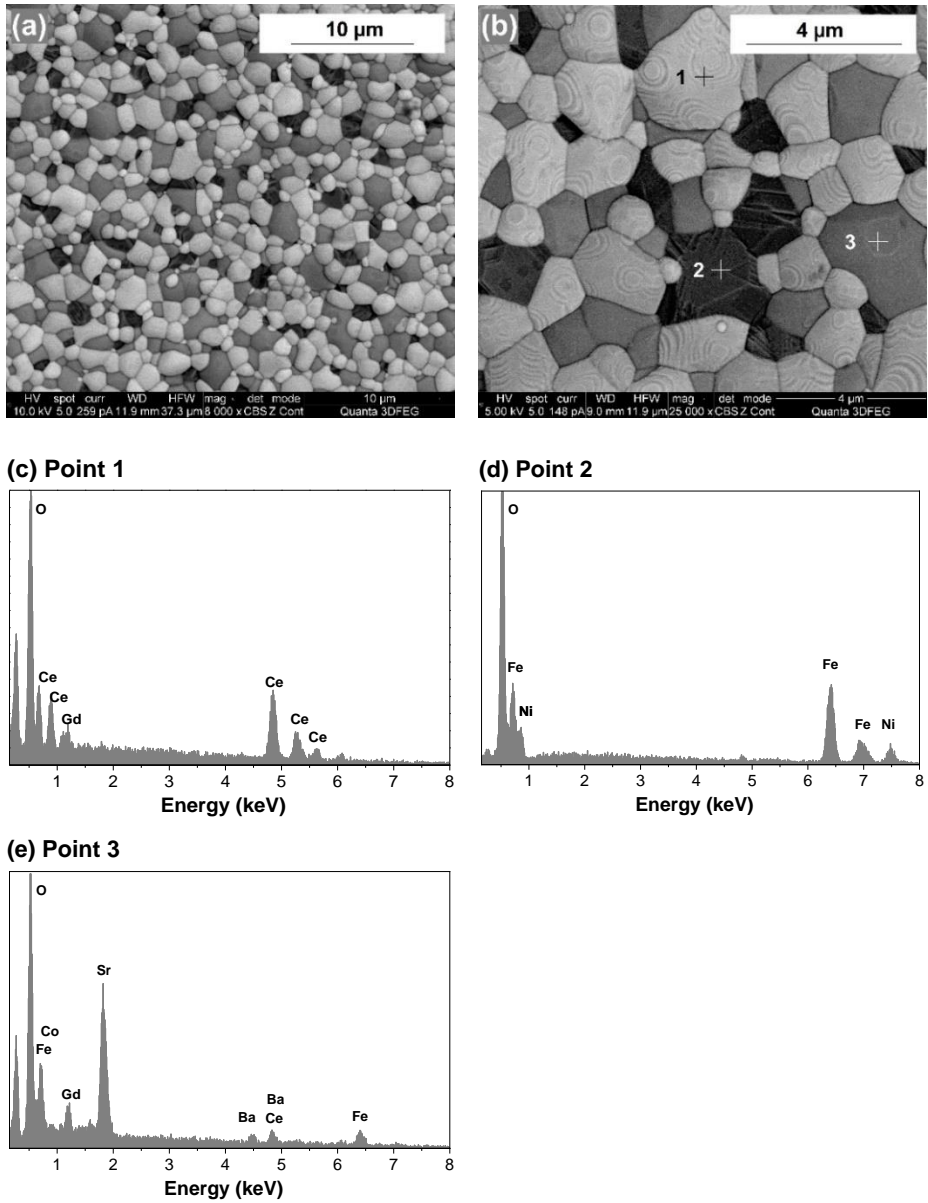 (a)
10 µm
HV spot curr WD HFW mag ▫ det mode 10 µm
10.0 kV 5.0 259 pA 11.9 mm 37.3 µm 8 000 x CBS Z Cont Quanta 3DFEG
(b)
4 µm
1
2
3
HV spot curr WD HFW mag ▫ det mode 4 µm
5.00 kV 5.0 148 pA 9.0 mm 11.9 µm 25 000 x CBS Z Cont Quanta 3DFEG
(c) Point 1
O
Ce
Ce
Gd
Ce
Ce
Ce
1 2 3 4 5 6 7 8
Energy (keV)
(d) Point 2
O
Fe
Ni
Fe
Fe
Ni
1 2 3 4 5 6 7 8
Energy (keV)
(e) Point 3
O
Sr
Co
Fe
Gd
Ba
Ba
Ce
Fe
1 2 3 4 5 6 7 8
Energy (keV)